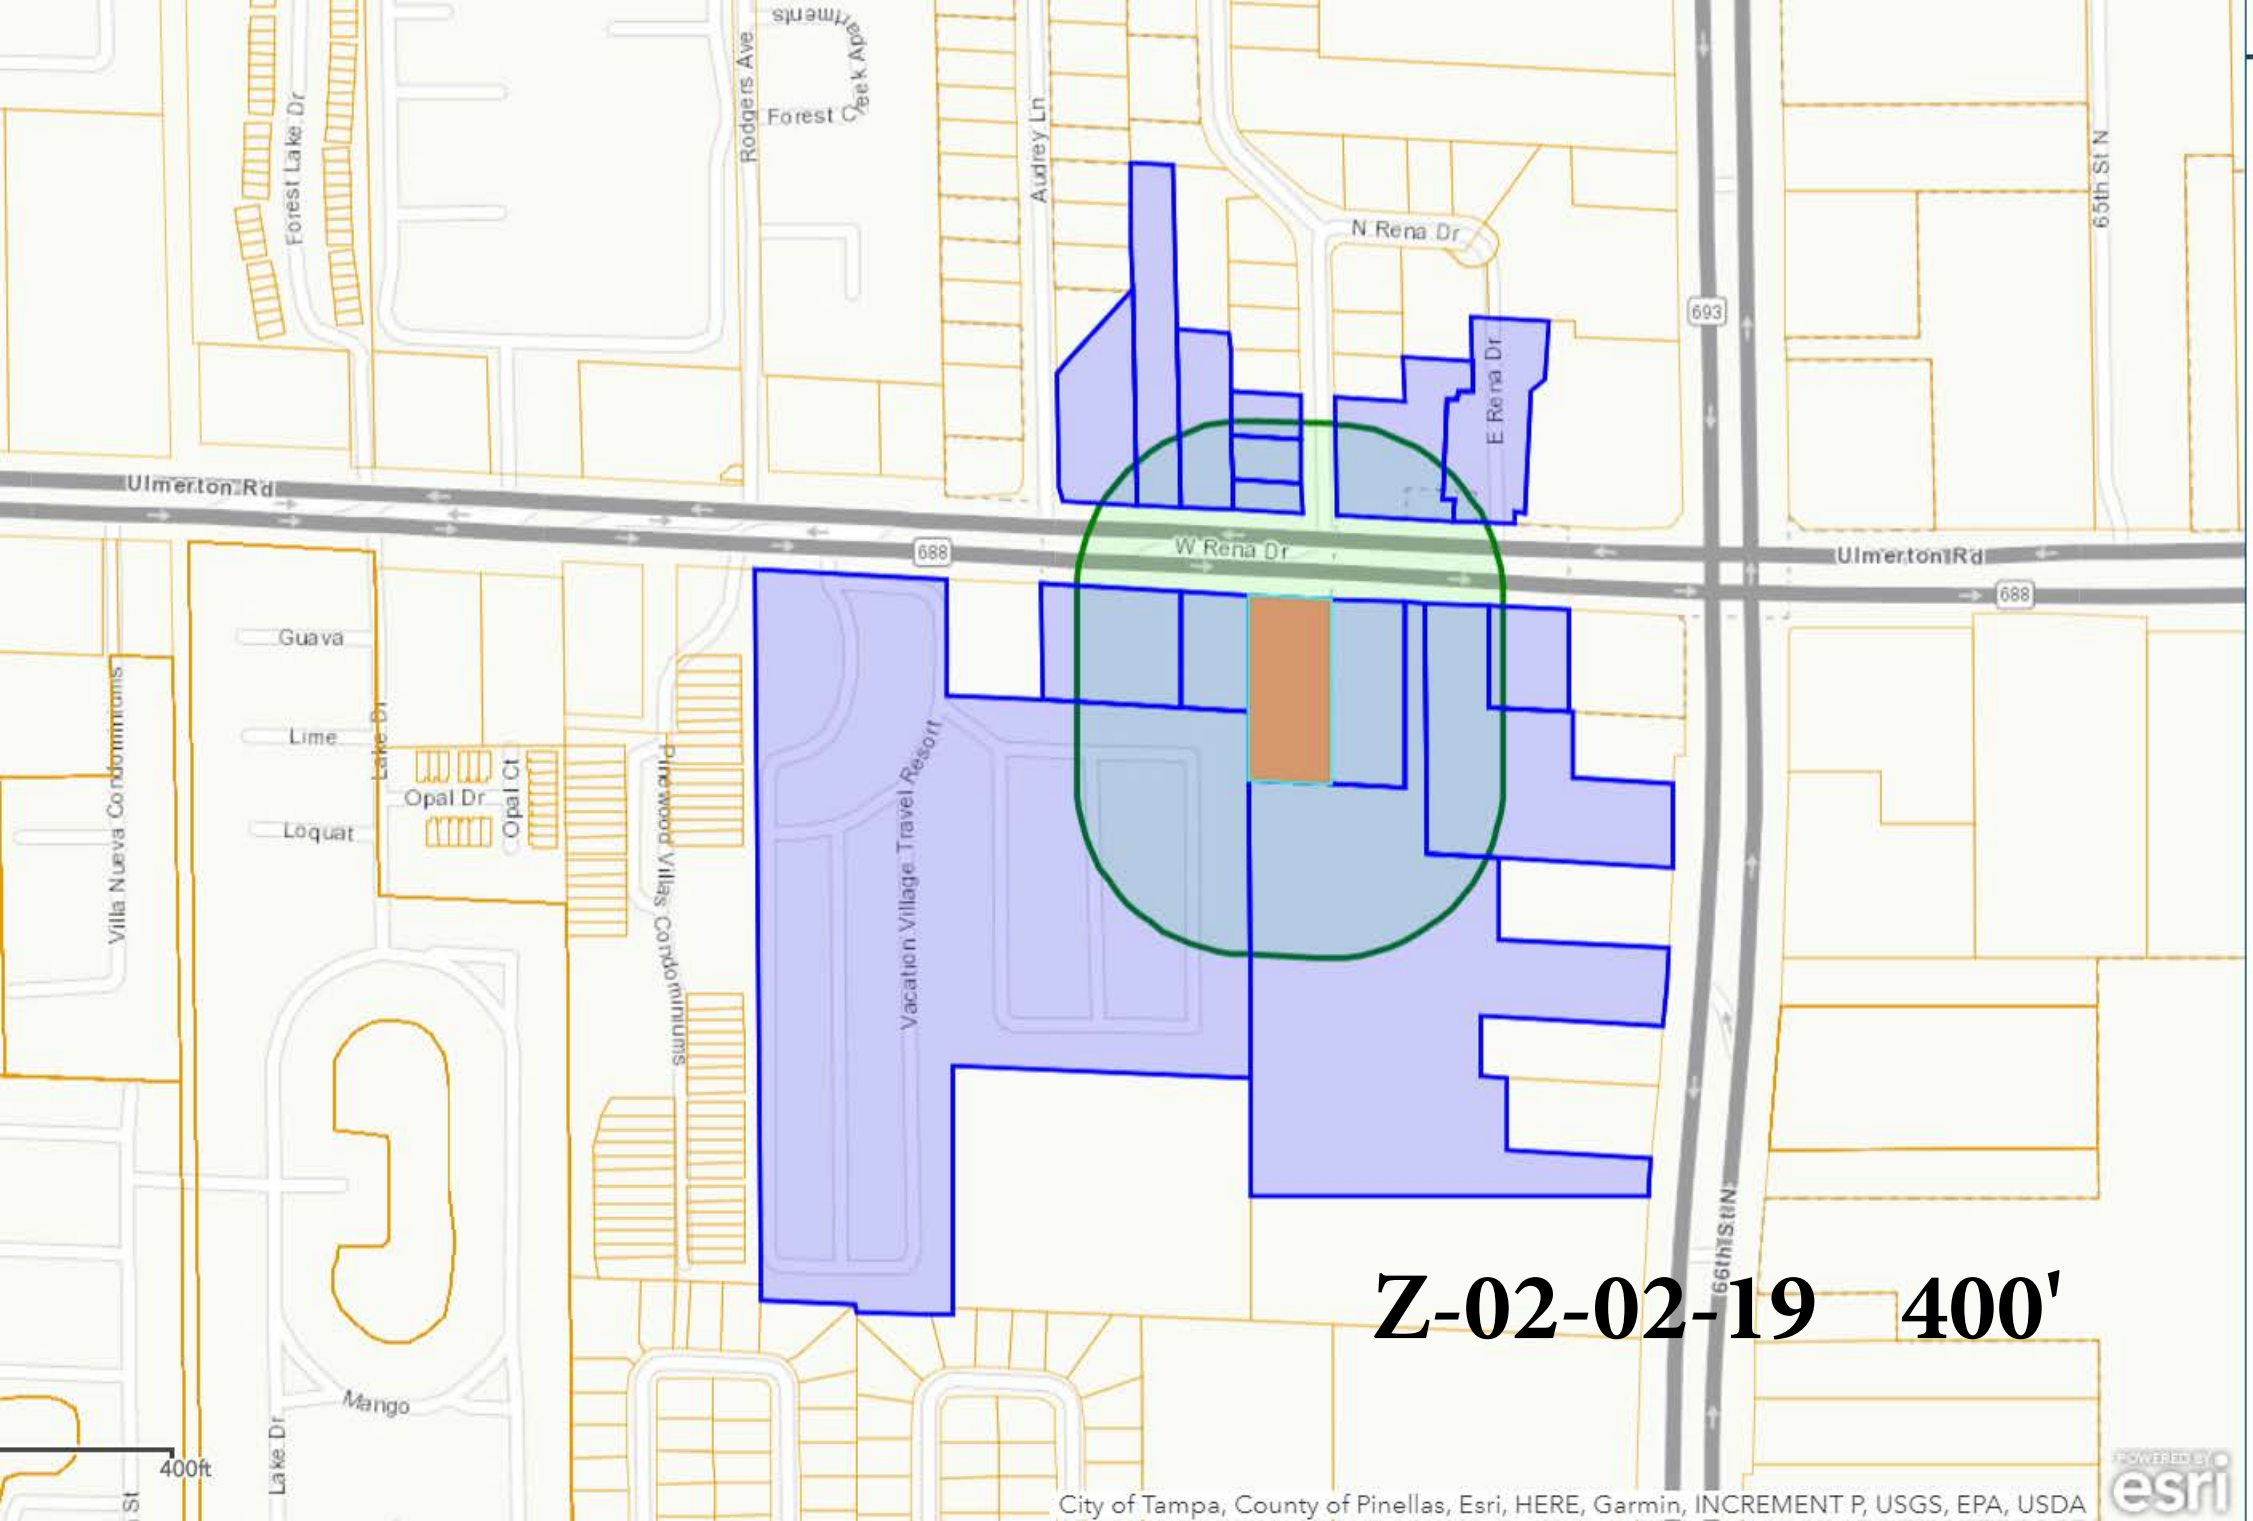 Apartments
Forest Creek
Rodgers Ave
Forest Lake Dr
Audrey Ln
65th St N
N Rena Dr
693
E Rena Dr
Ulmerton Rd
W Rena Dr
688
Ulmerton Rd
688
Guava
Lime
Lake Dr
Opal Dr
Opal Ct
Loquat
Villa Nueva Condominiums
Pinewood Villas Condominiums
Vacation Village Travel Resort
66th St N
Z-02-02-19 400'
Mango
Lake Dr
400ft
St
POWERED BY
esri
City of Tampa, County of Pinellas, Esri, HERE, Garmin, INCREMENT P, USGS, EPA, USDA